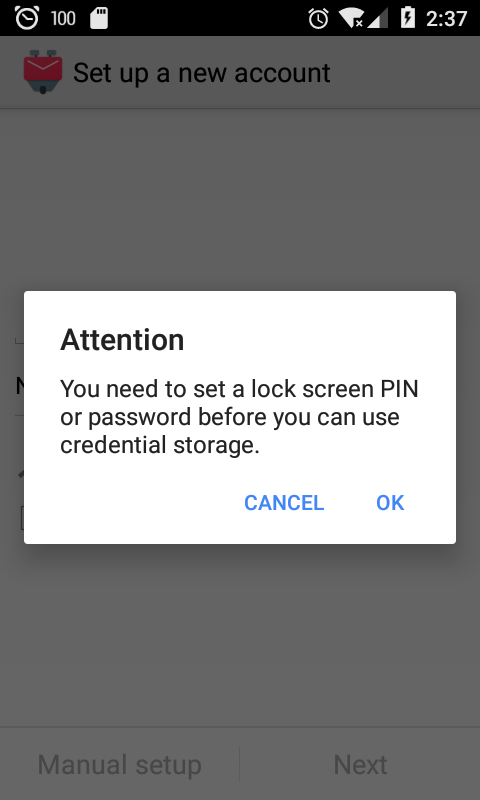 100 2:37
Set up a new account
Attention
You need to set a lock screen PIN
or password before you can use
credential storage.
CANCEL OK
Manual setup Next